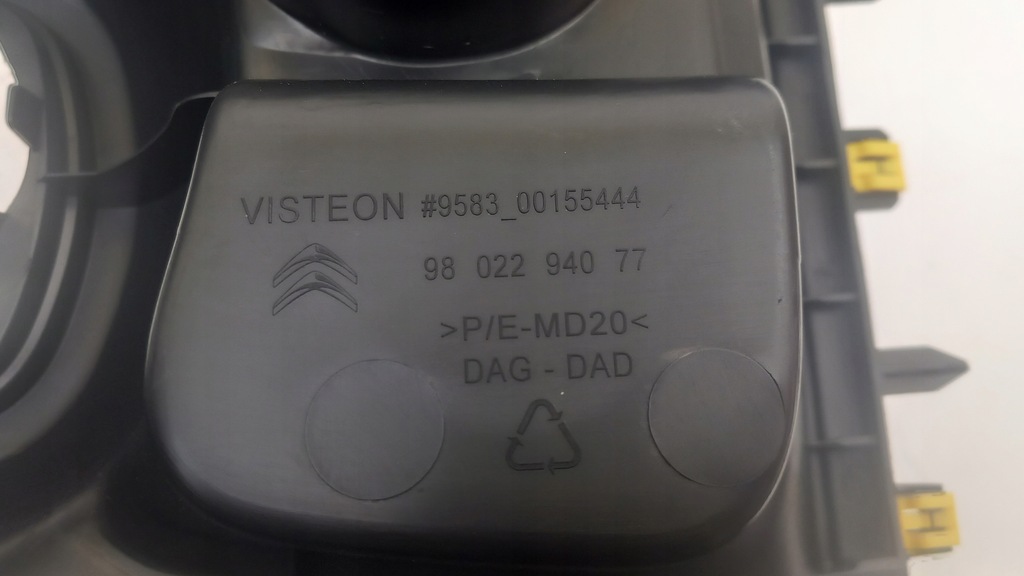 VISTEON #9583_00155444
98 022 940 77
>P/E-MD20<
DAG - DAD